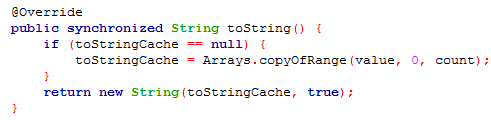 @Override
public synchronized String toString() {
    if (toStringCache == null) {
        toStringCache = Arrays.copyOfRange(value, 0, count);
    }
    return new String(toStringCache, true);
}